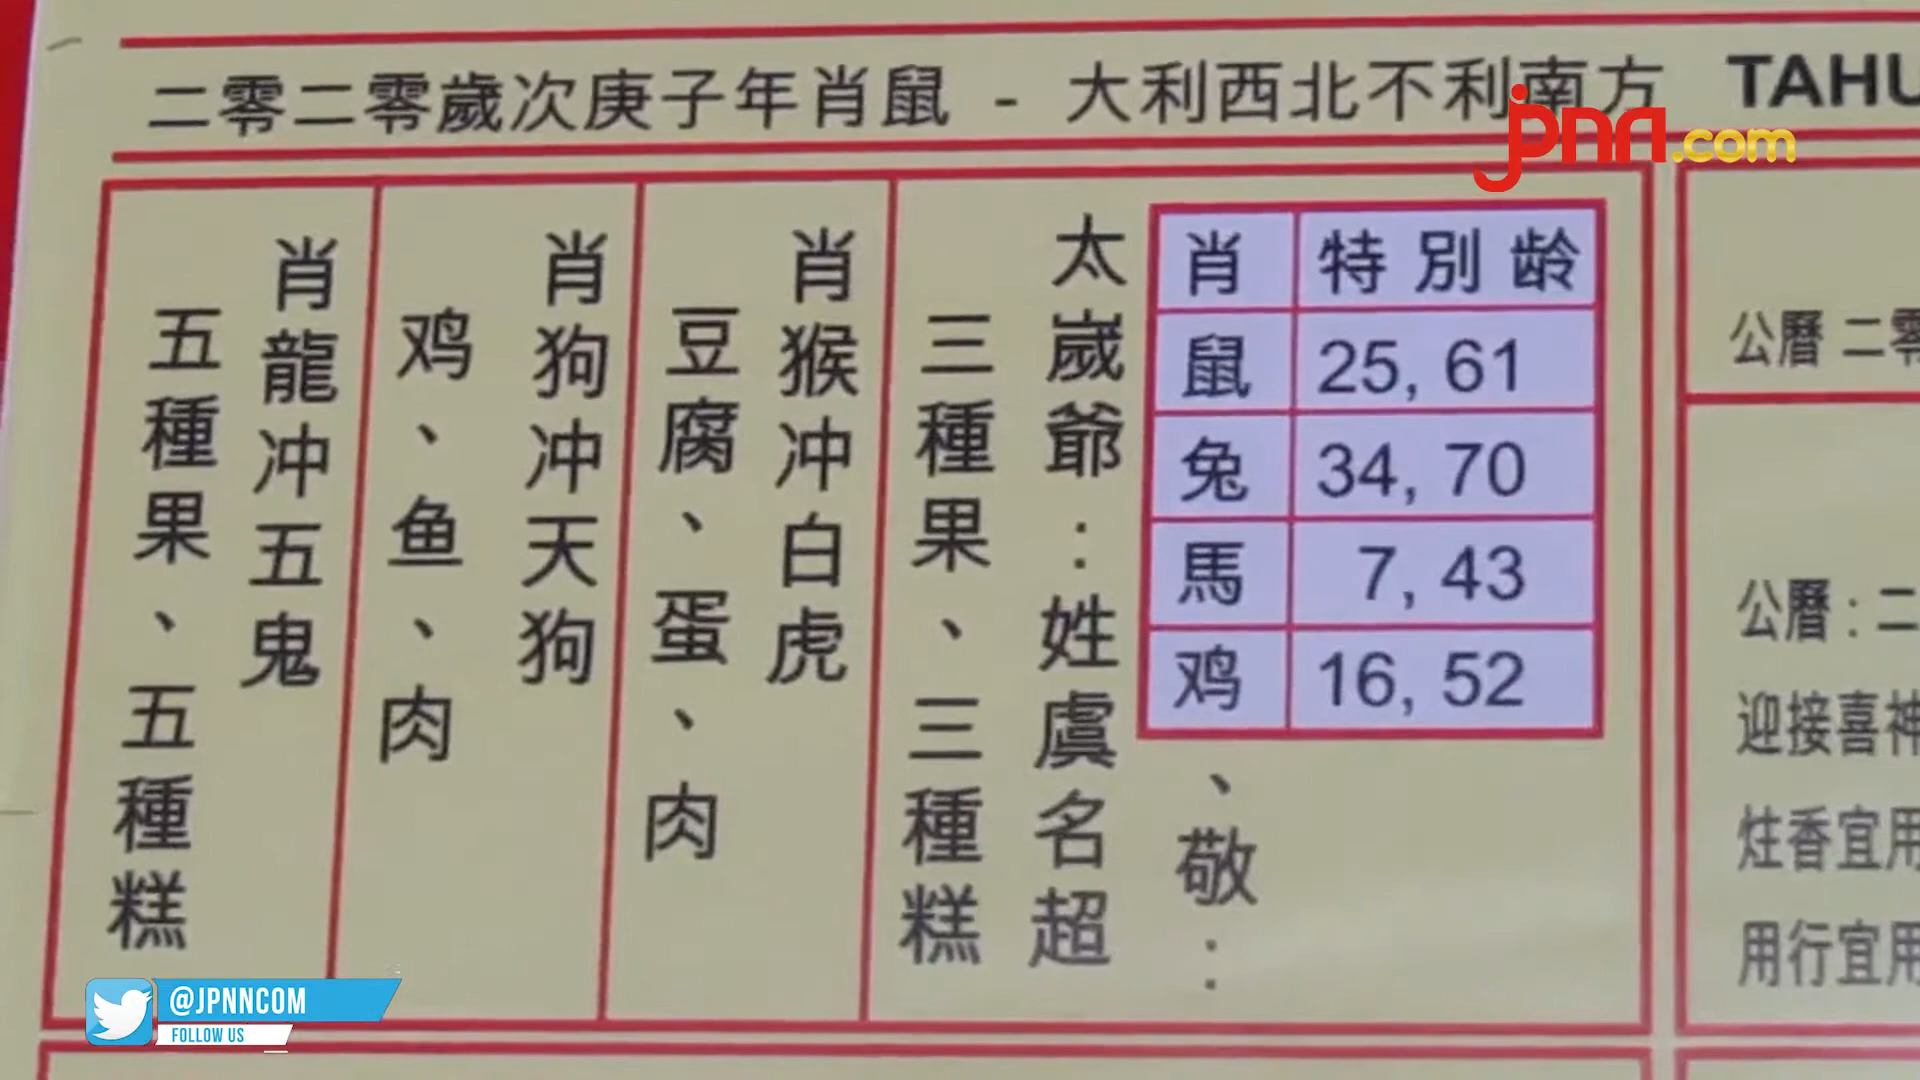 二零二零歲次庚子年肖鼠 - 大利西北不利南方 TAHU
jpnn.com
肖 特別龄
鼠 25, 61
兔 34, 70
馬 7, 43
鸡 16, 52
、敬：
太歲爺：姓虞名超
三種果、三種糕
肖猴冲白虎
豆腐、蛋、肉
肖狗冲天狗
鸡、鱼、肉
肖龍冲五鬼
五種果、五種糕
公曆 二零
公曆：二
迎接喜神
炷香宜用
用行宜用
@JPNNCOM
FOLLOW US